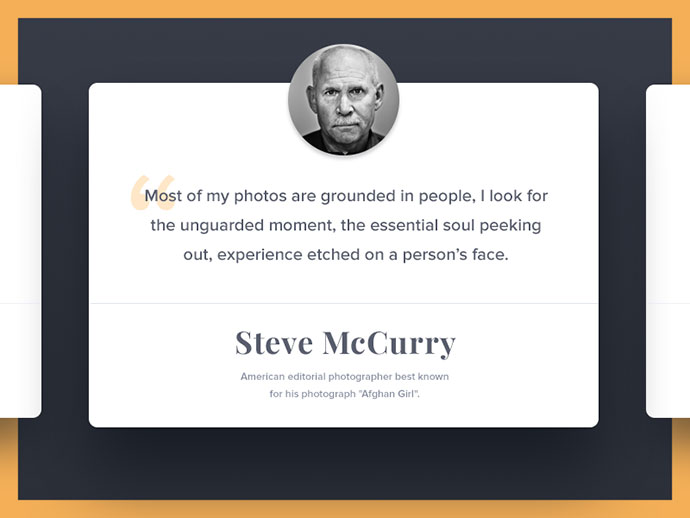 Most of my photos are grounded in people, I look for
the unguarded moment, the essential soul peeking
out, experience etched on a person’s face.
Steve McCurry
American editorial photographer best known
for his photograph "Afghan Girl".